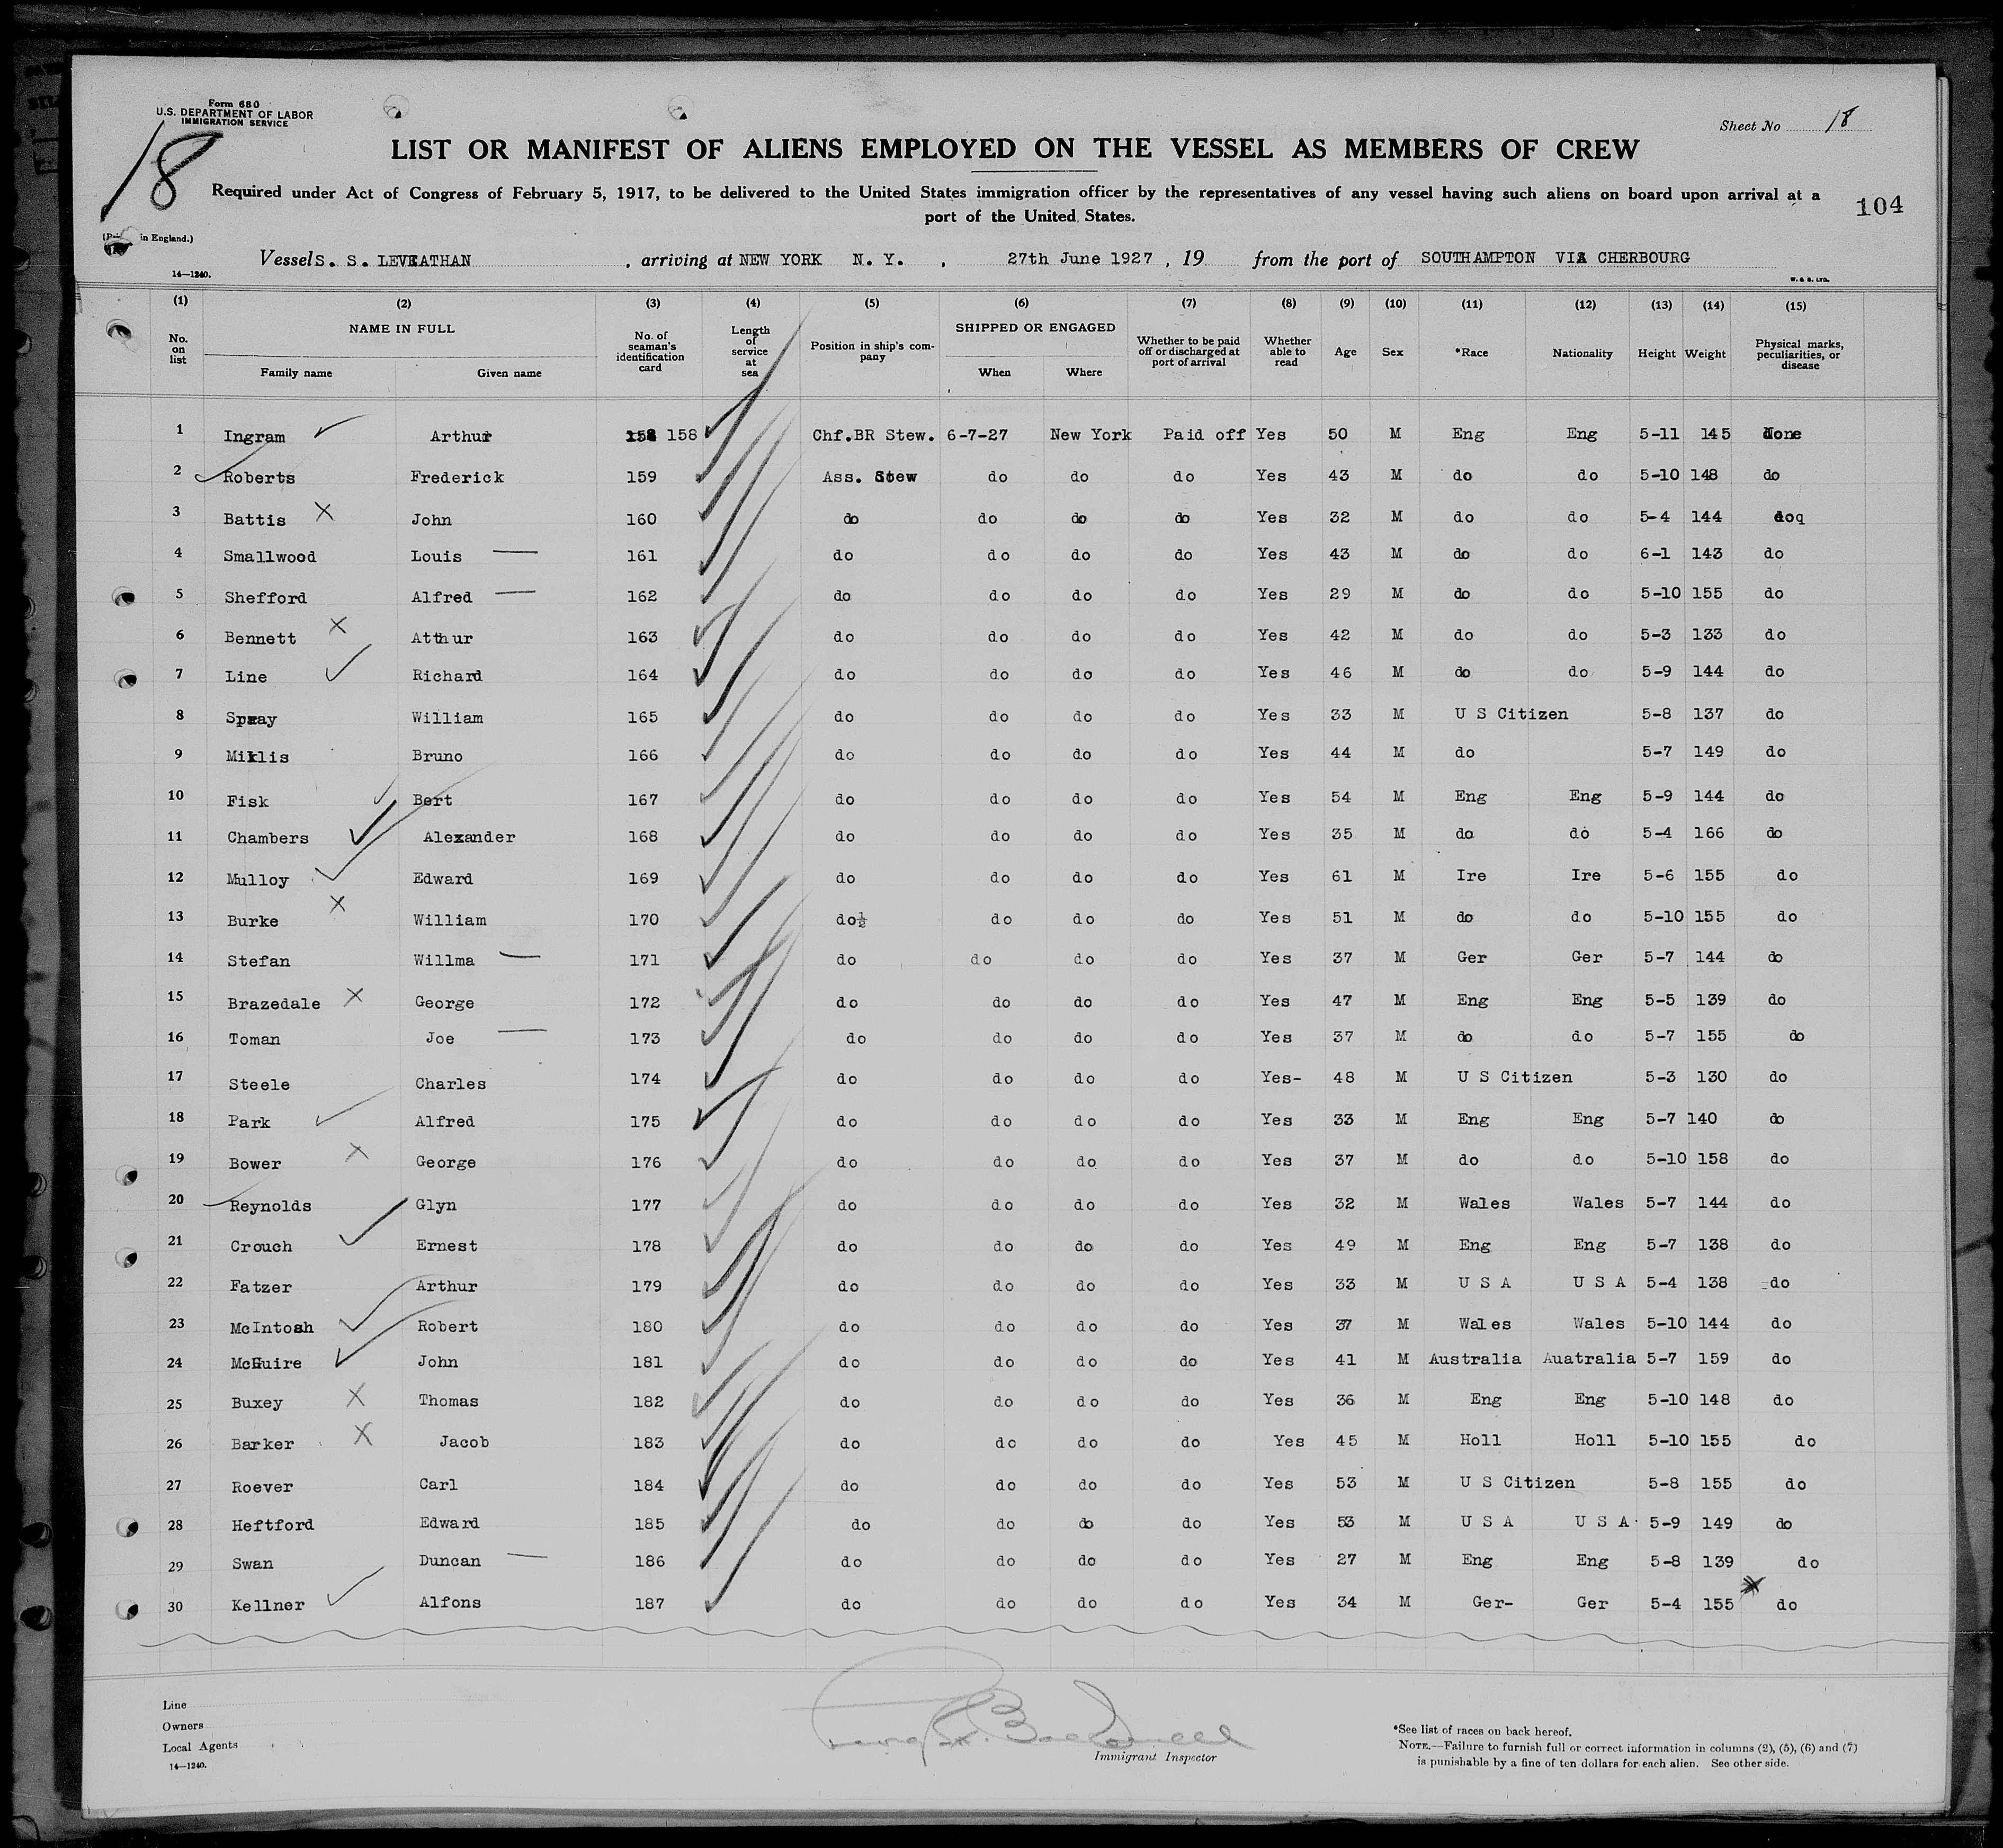 Form 680
U.S. DEPARTMENT OF LABOR
IMMIGRATION SERVICE
18
Sheet No 18
LIST OR MANIFEST OF ALIENS EMPLOYED ON THE VESSEL AS MEMBERS OF CREW
Required under Act of Congress of February 5, 1917, to be delivered to the United States immigration officer by the representatives of any vessel having such aliens on board upon arrival at a
port of the United States.
104
in England.)
14—1240.
Vessel S. S. LEVIATHAN , arriving at NEW YORK N. Y. , 27th June 1927 , 19 from the port of SOUTHAMPTON VIA CHERBOURG
W. & S. LTD.
(1) (2) (3) (4) (5) (6) (7) (8) (9) (10) (11) (12) (13) (14) (15)
No. on list NAME IN FULL Family name Given name No. of seaman's identification card Length of service at sea Position in ship's company SHIPPED OR ENGAGED When Where Whether to be paid off or discharged at port of arrival Whether able to read Age Sex *Race Nationality Height Weight Physical marks, peculiarities, or disease
1 Ingram Arthur 158 158 Chf.BR Stew. 6-7-27 New York Paid off Yes 50 M Eng Eng 5-11 145 None
2 Roberts Frederick 159 Ass. Stew do do do Yes 43 M do do 5-10 148 do
3 Battis John 160 do do do do Yes 32 M do do 5-4 144 doq
4 Smallwood Louis 161 do do do do Yes 43 M do do 6-1 143 do
5 Shefford Alfred 162 do do do do Yes 29 M do do 5-10 155 do
6 Bennett Atthur 163 do do do do Yes 42 M do do 5-3 133 do
7 Line Richard 164 do do do do Yes 46 M do do 5-9 144 do
8 Spray William 165 do do do do Yes 33 M U S Citizen 5-8 137 do
9 Miklis Bruno 166 do do do do Yes 44 M do 5-7 149 do
10 Fisk Bert 167 do do do do Yes 54 M Eng Eng 5-9 144 do
11 Chambers Alexander 168 do do do do Yes 35 M do do 5-4 166 do
12 Mulloy Edward 169 do do do do Yes 61 M Ire Ire 5-6 155 do
13 Burke William 170 do½ do do do Yes 51 M do do 5-10 155 do
14 Stefan Willma 171 do do do do Yes 37 M Ger Ger 5-7 144 do
15 Brazedale George 172 do do do do Yes 47 M Eng Eng 5-5 139 do
16 Toman Joe 173 do do do do Yes 37 M do do 5-7 155 do
17 Steele Charles 174 do do do do Yes- 48 M U S Citizen 5-3 130 do
18 Park Alfred 175 do do do do Yes 33 M Eng Eng 5-7 140 do
19 Bower George 176 do do do do Yes 37 M do do 5-10 158 do
20 Reynolds Glyn 177 do do do do Yes 32 M Wales Wales 5-7 144 do
21 Crouch Ernest 178 do do do do Yes 49 M Eng Eng 5-7 138 do
22 Fatzer Arthur 179 do do do do Yes 33 M U S A U S A 5-4 138 do
23 McIntosh Robert 180 do do do do Yes 37 M Wales Wales 5-10 144 do
24 McGuire John 181 do do do do Yes 41 M Australia Auatralia 5-7 159 do
25 Buxey Thomas 182 do do do do Yes 36 M Eng Eng 5-10 148 do
26 Barker Jacob 183 do do do do Yes 45 M Holl Holl 5-10 155 do
27 Roever Carl 184 do do do do Yes 53 M U S Citizen 5-8 155 do
28 Heftford Edward 185 do do do do Yes 53 M U S A U S A 5-9 149 do
29 Swan Duncan 186 do do do do Yes 27 M Eng Eng 5-8 139 do
30 Kellner Alfons 187 do do do do Yes 34 M Ger- Ger 5-4 155 do
Line
Owners
Local Agents
14—1240.
Immigrant Inspector
*See list of races on back hereof.
NOTE.—Failure to furnish full or correct information in columns (2), (5), (6) and (7)
is punishable by a fine of ten dollars for each alien. See other side.